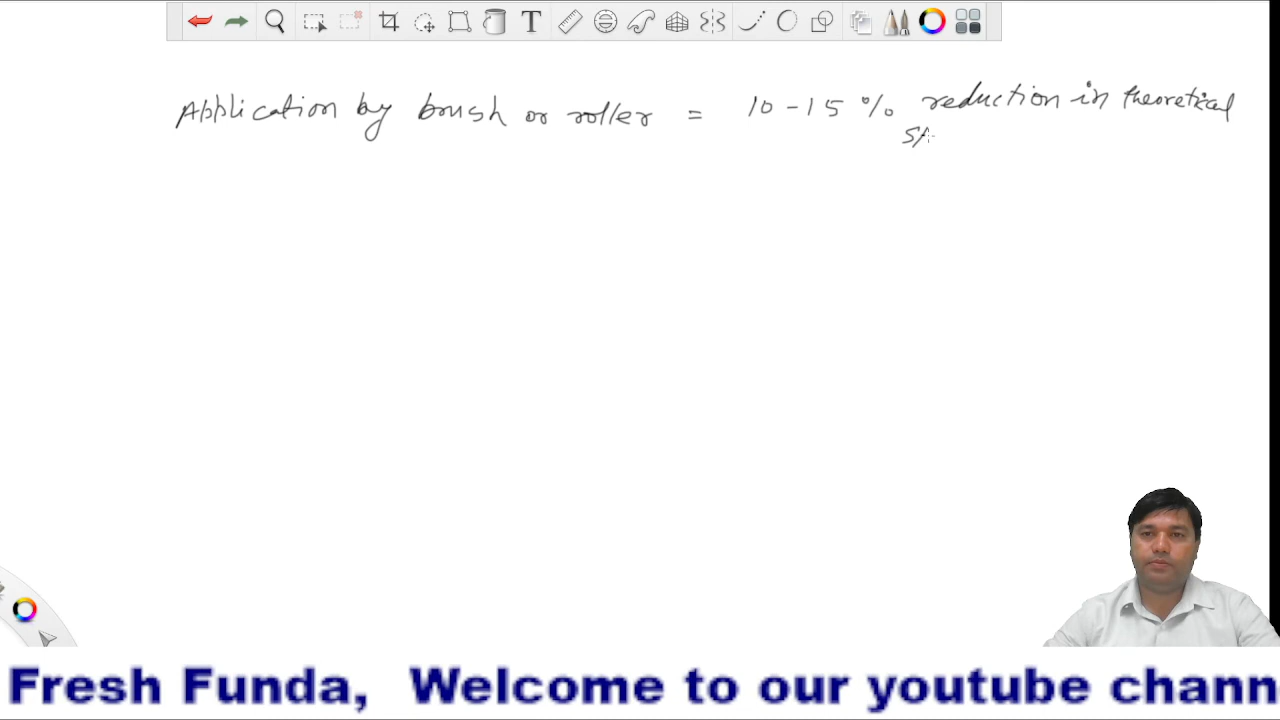 Application by brush or roller = 10-15% reduction in theoretical
Fresh Funda, Welcome to our youtube chann